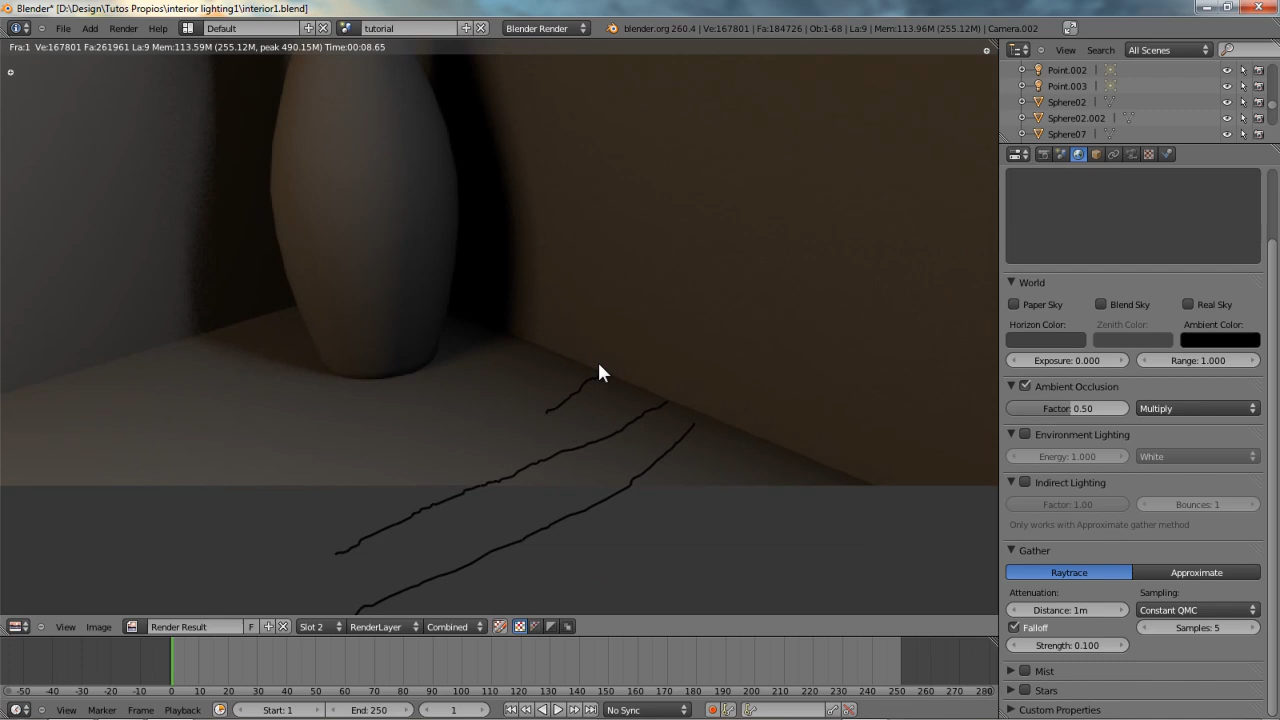 Blender* [D:\Design\Tutos Propios\interior lighting1\interior1.blend]
File Add Render Help Default tutorial Blender Render blender.org 260.4 | Ve:167801 | Fa:184726 | Ob:1-68 | La:9 | Mem:113.96M (255.12M) | Camera.002
Fra:1 Ve:167801 Fa:261961 La:9 Mem:113.59M (255.12M, peak 490.15M) Time:00:08.65
View Search All Scenes
Point.002
Point.003
Sphere02
Sphere02.002
Sphere07
World
Paper Sky Blend Sky Real Sky
Horizon Color: Zenith Color: Ambient Color:
Exposure: 0.000 Range: 1.000
Ambient Occlusion
Factor: 0.50 Multiply
Environment Lighting
Energy: 1.000 White
Indirect Lighting
Factor: 1.00 Bounces: 1
Only works with Approximate gather method
Gather
Raytrace Approximate
Attenuation: Sampling:
Distance: 1m Constant QMC
Falloff Samples: 5
Strength: 0.100
Mist
Stars
Custom Properties
View Image Render Result F Slot 2 RenderLayer Combined
-50 -40 -30 -20 -10 0 10 20 30 40 50 60 70 80 90 100 110 120 130 140 150 160 170 180 190 200 210 220 230 240 250 260 270 280
View Marker Frame Playback Start: 1 End: 250 1 No Sync